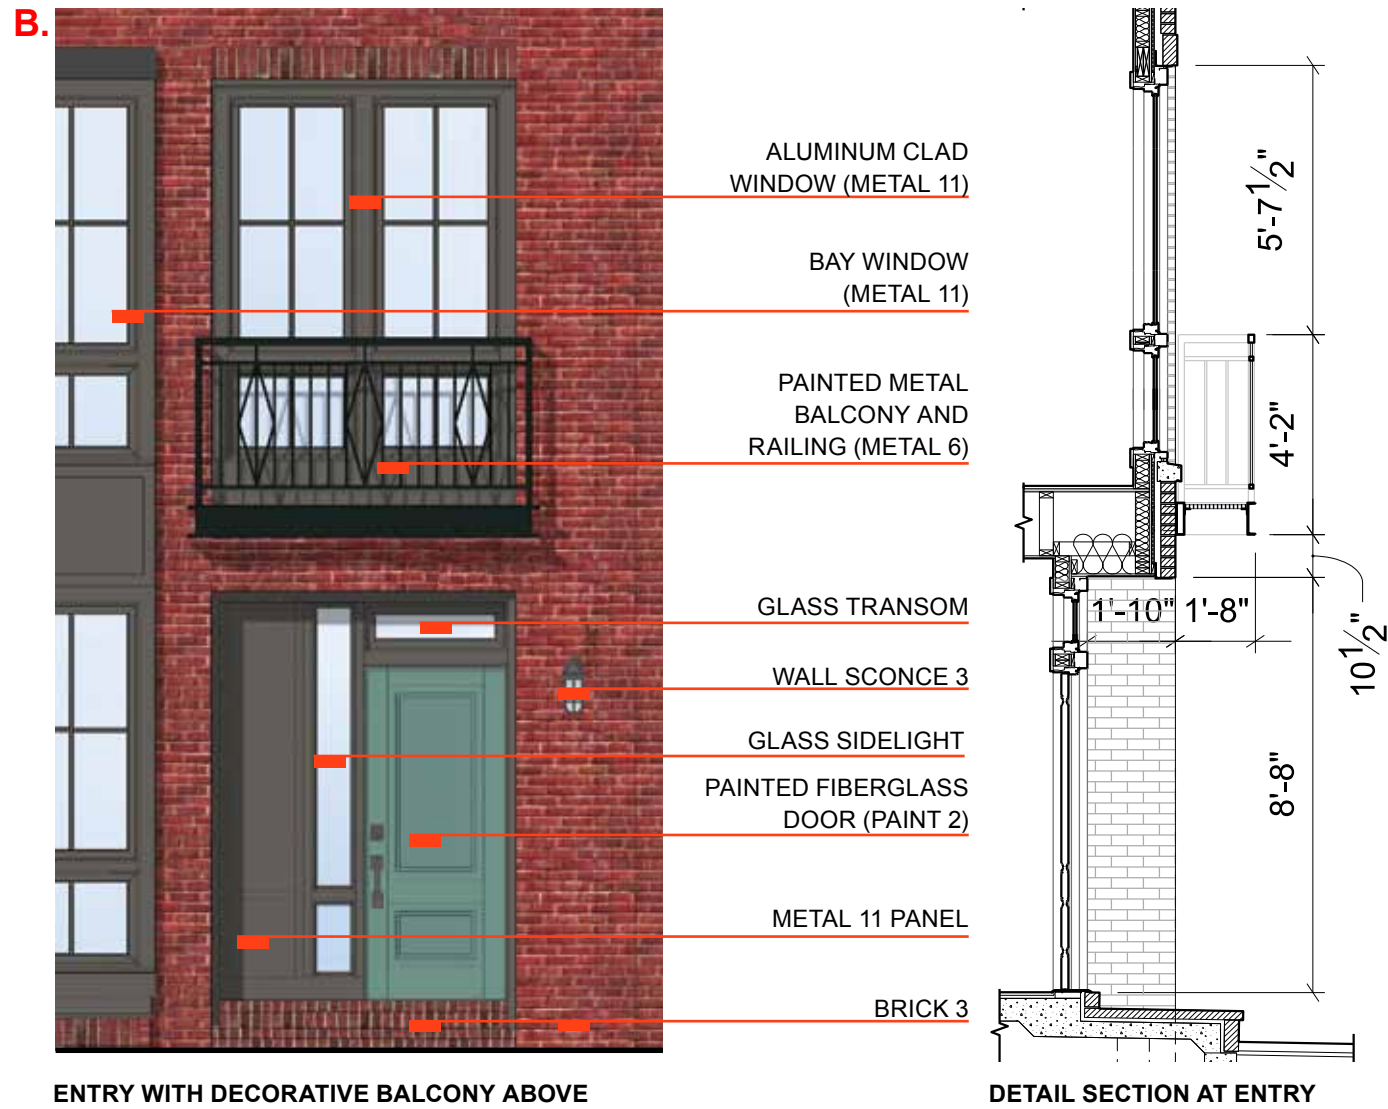 B.
ALUMINUM CLAD
WINDOW (METAL 11)
BAY WINDOW
(METAL 11)
PAINTED METAL
BALCONY AND
RAILING (METAL 6)
GLASS TRANSOM
WALL SCONCE 3
GLASS SIDELIGHT
PAINTED FIBERGLASS
DOOR (PAINT 2)
METAL 11 PANEL
BRICK 3
5'-7 1/2"
4'-2"
1'-10" 1'-8"
10 1/2"
8'-8"
ENTRY WITH DECORATIVE BALCONY ABOVE
DETAIL SECTION AT ENTRY